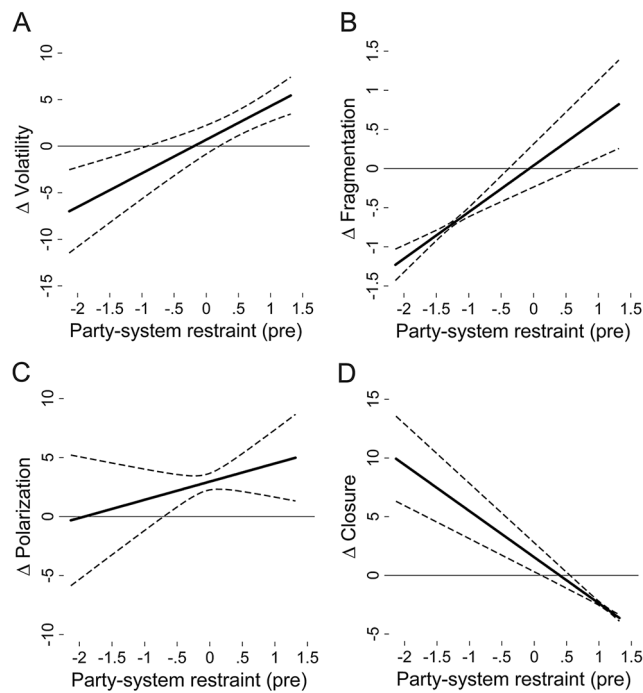 A
10
5
0
-5
-10
-15
Δ Volatility
-2 -1.5 -1 -.5 0 .5 1 1.5
Party-system restraint (pre)
B
1.5
1
.5
0
-.5
-1
-1.5
Δ Fragmentation
-2 -1.5 -1 -.5 0 .5 1 1.5
Party-system restraint (pre)
C
10
5
0
-5
-10
Δ Polarization
-2 -1.5 -1 -.5 0 .5 1 1.5
Party-system restraint (pre)
D
15
10
5
0
-5
Δ Closure
-2 -1.5 -1 -.5 0 .5 1 1.5
Party-system restraint (pre)